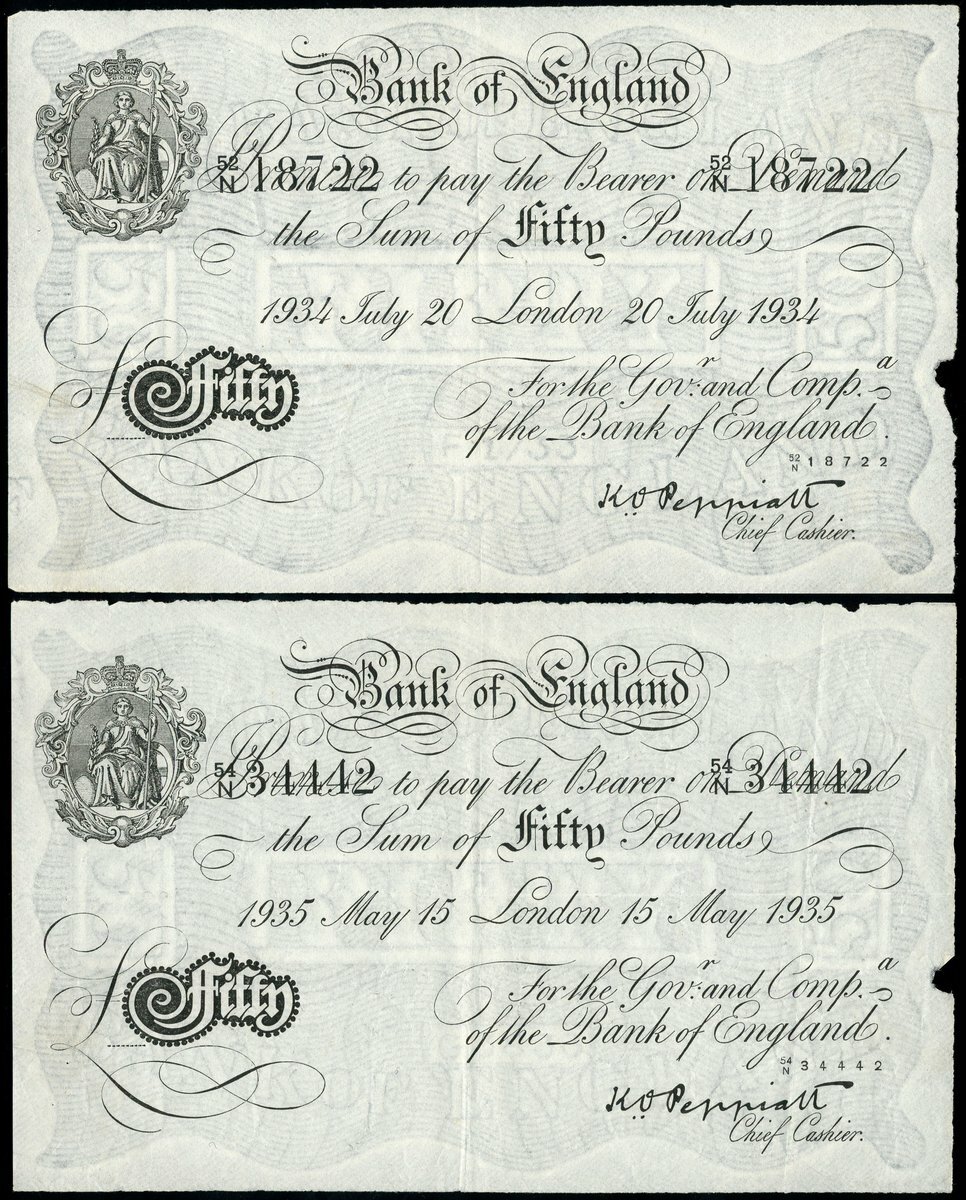 Bank of England
52/N 18722 52/N 18722
I Promise to pay the Bearer on Demand
the Sum of Fifty Pounds
1934 July 20 London 20 July 1934
For the Gov.r and Comp.a
£ Fifty
of the Bank of England.
52/N 18722
K.O. Peppiatt
Chief Cashier.
Bank of England
54/N 34442 54/N 34442
I Promise to pay the Bearer on Demand
the Sum of Fifty Pounds
1935 May 15 London 15 May 1935
For the Gov.r and Comp.a
£ Fifty
of the Bank of England.
54/N 34442
K.O. Peppiatt
Chief Cashier.